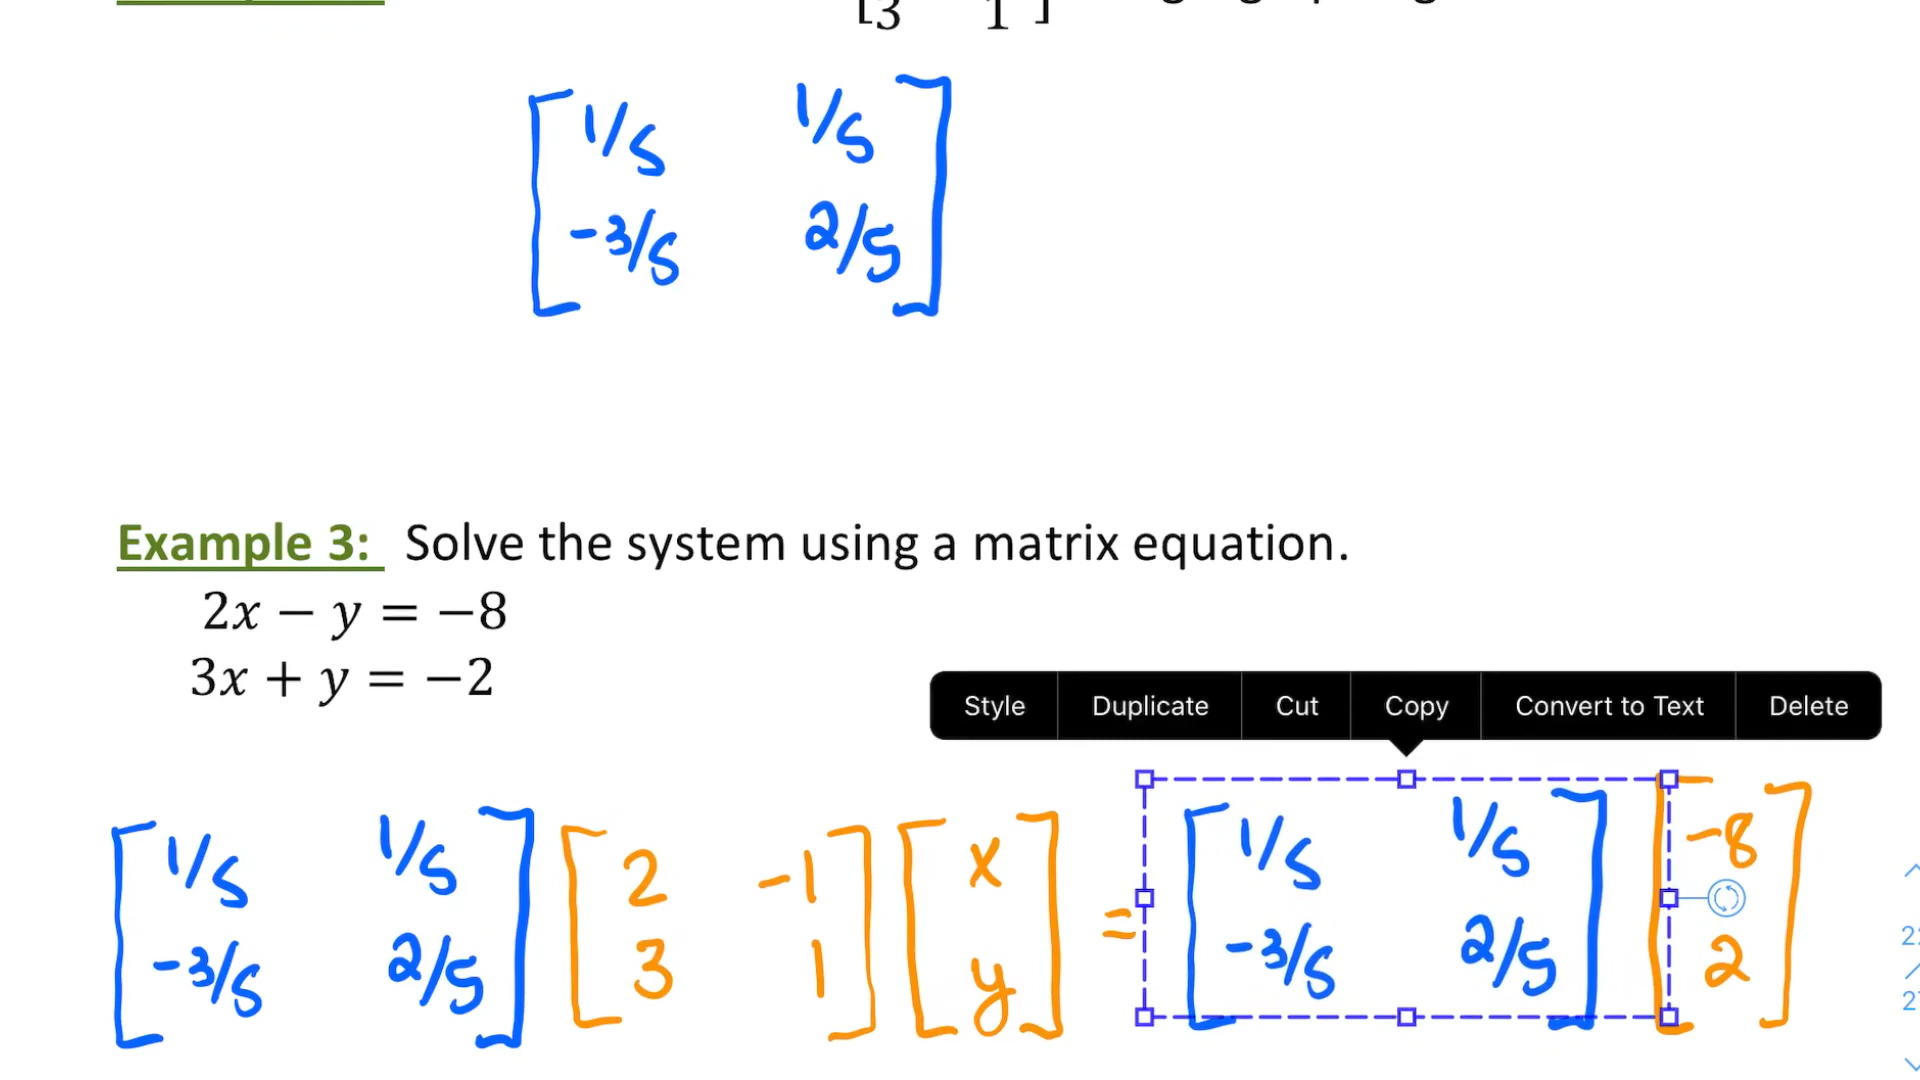 [3 1]
[1/5 1/5
-3/5 2/5]
Example 3: Solve the system using a matrix equation.
2x − y = −8
3x + y = −2
Style Duplicate Cut Copy Convert to Text Delete
[1/5 1/5] [2 -1] [x] = [1/5 1/5] [-8]
[-3/5 2/5] [3 1] [y] [-3/5 2/5] [2]